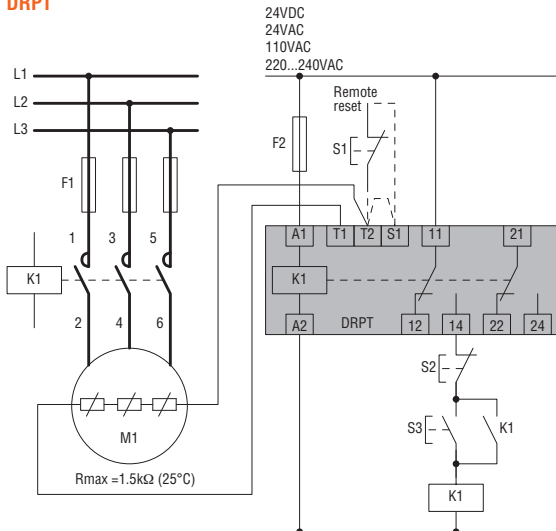 DRPT
24VDC
24VAC
110VAC
220...240VAC
L1
L2
L3
Remote
reset
F2
S1
F1
1 3 5
A1 T1 T2 S1 11 21
K1
K1
2 4 6
A2 DRPT 12 14 22 24
S2
S3 K1
M1
Rmax =1.5kΩ (25°C)
K1